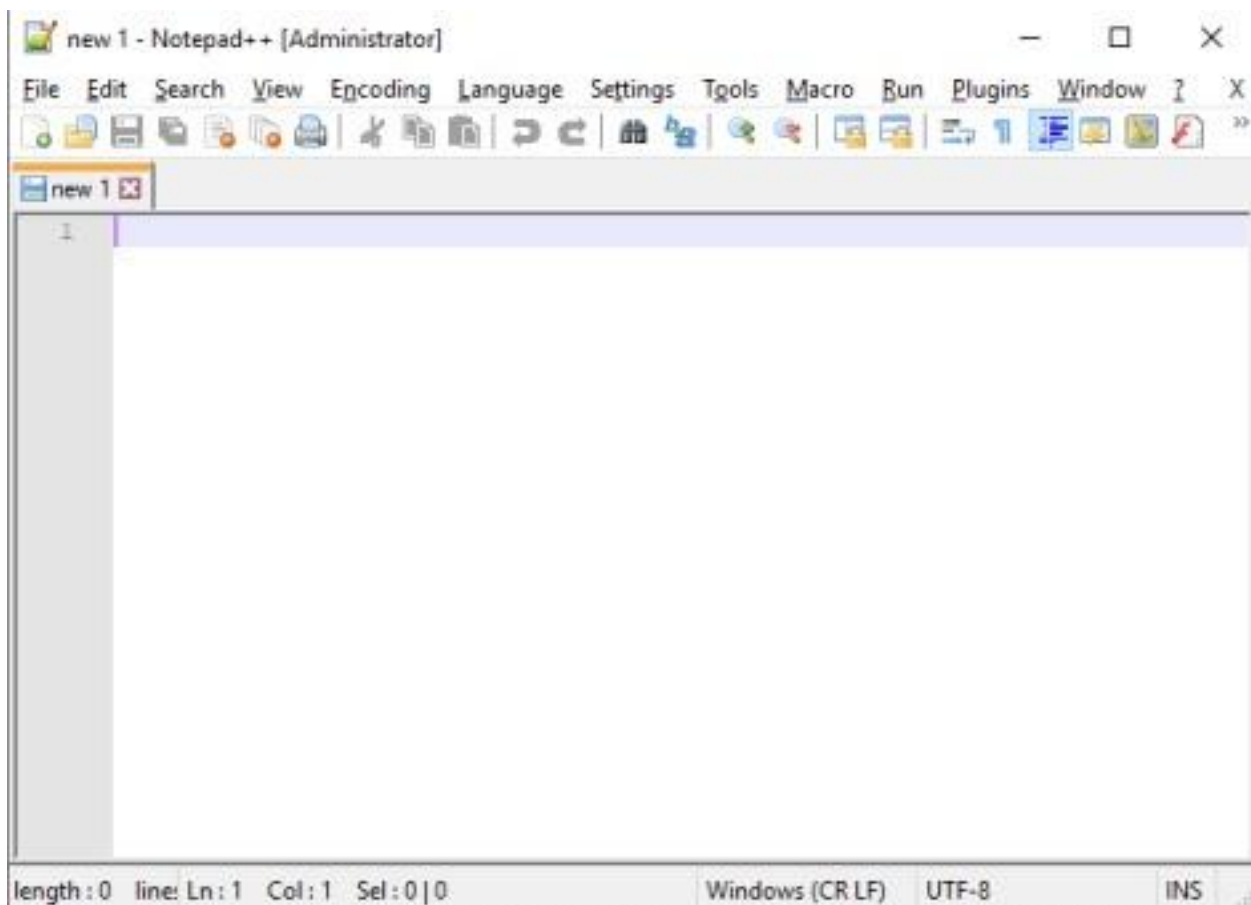 new 1 - Notepad++ [Administrator]
File Edit Search View Encoding Language Settings Tools Macro Run Plugins Window ? X
new 1
1
length : 0 line: Ln : 1 Col : 1 Sel : 0 | 0 Windows (CR LF) UTF-8 INS